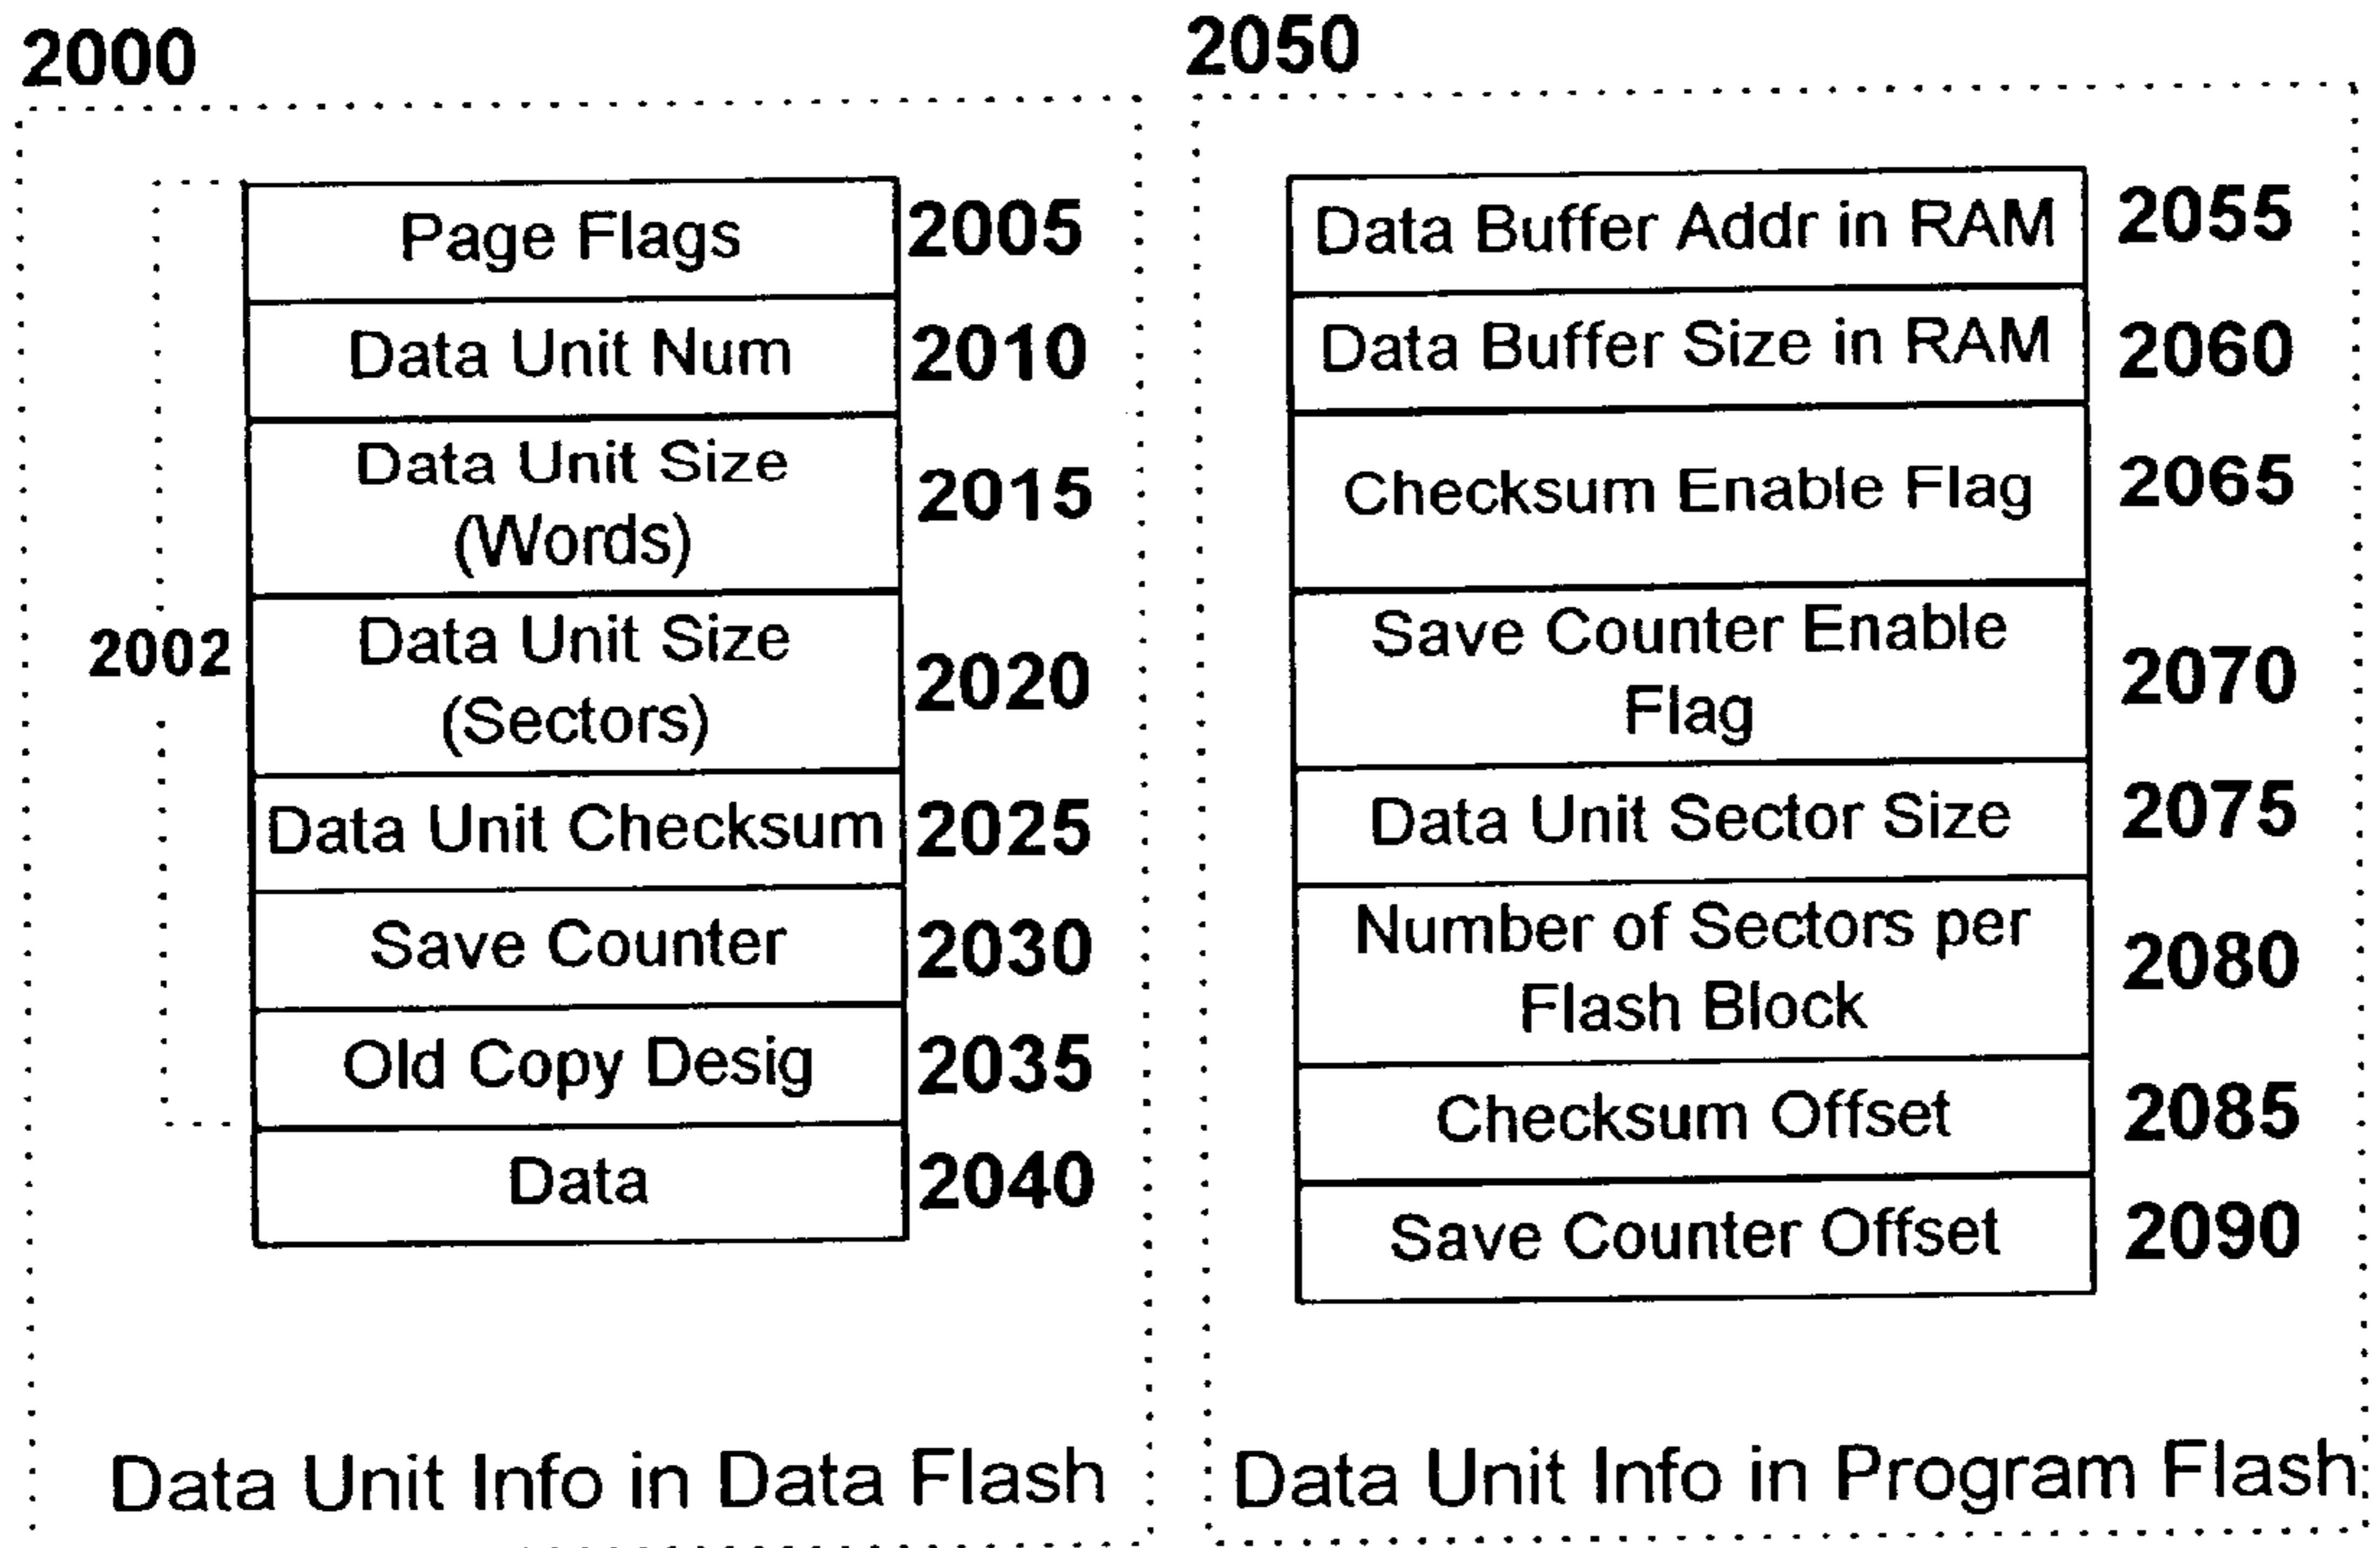 2000
Page Flags 2005
Data Unit Num 2010
Data Unit Size
(Words) 2015
2002
Data Unit Size
(Sectors) 2020
Data Unit Checksum 2025
Save Counter 2030
Old Copy Desig 2035
Data 2040
Data Unit Info in Data Flash
2050
Data Buffer Addr in RAM 2055
Data Buffer Size in RAM 2060
Checksum Enable Flag 2065
Save Counter Enable
Flag 2070
Data Unit Sector Size 2075
Number of Sectors per
Flash Block 2080
Checksum Offset 2085
Save Counter Offset 2090
Data Unit Info in Program Flash